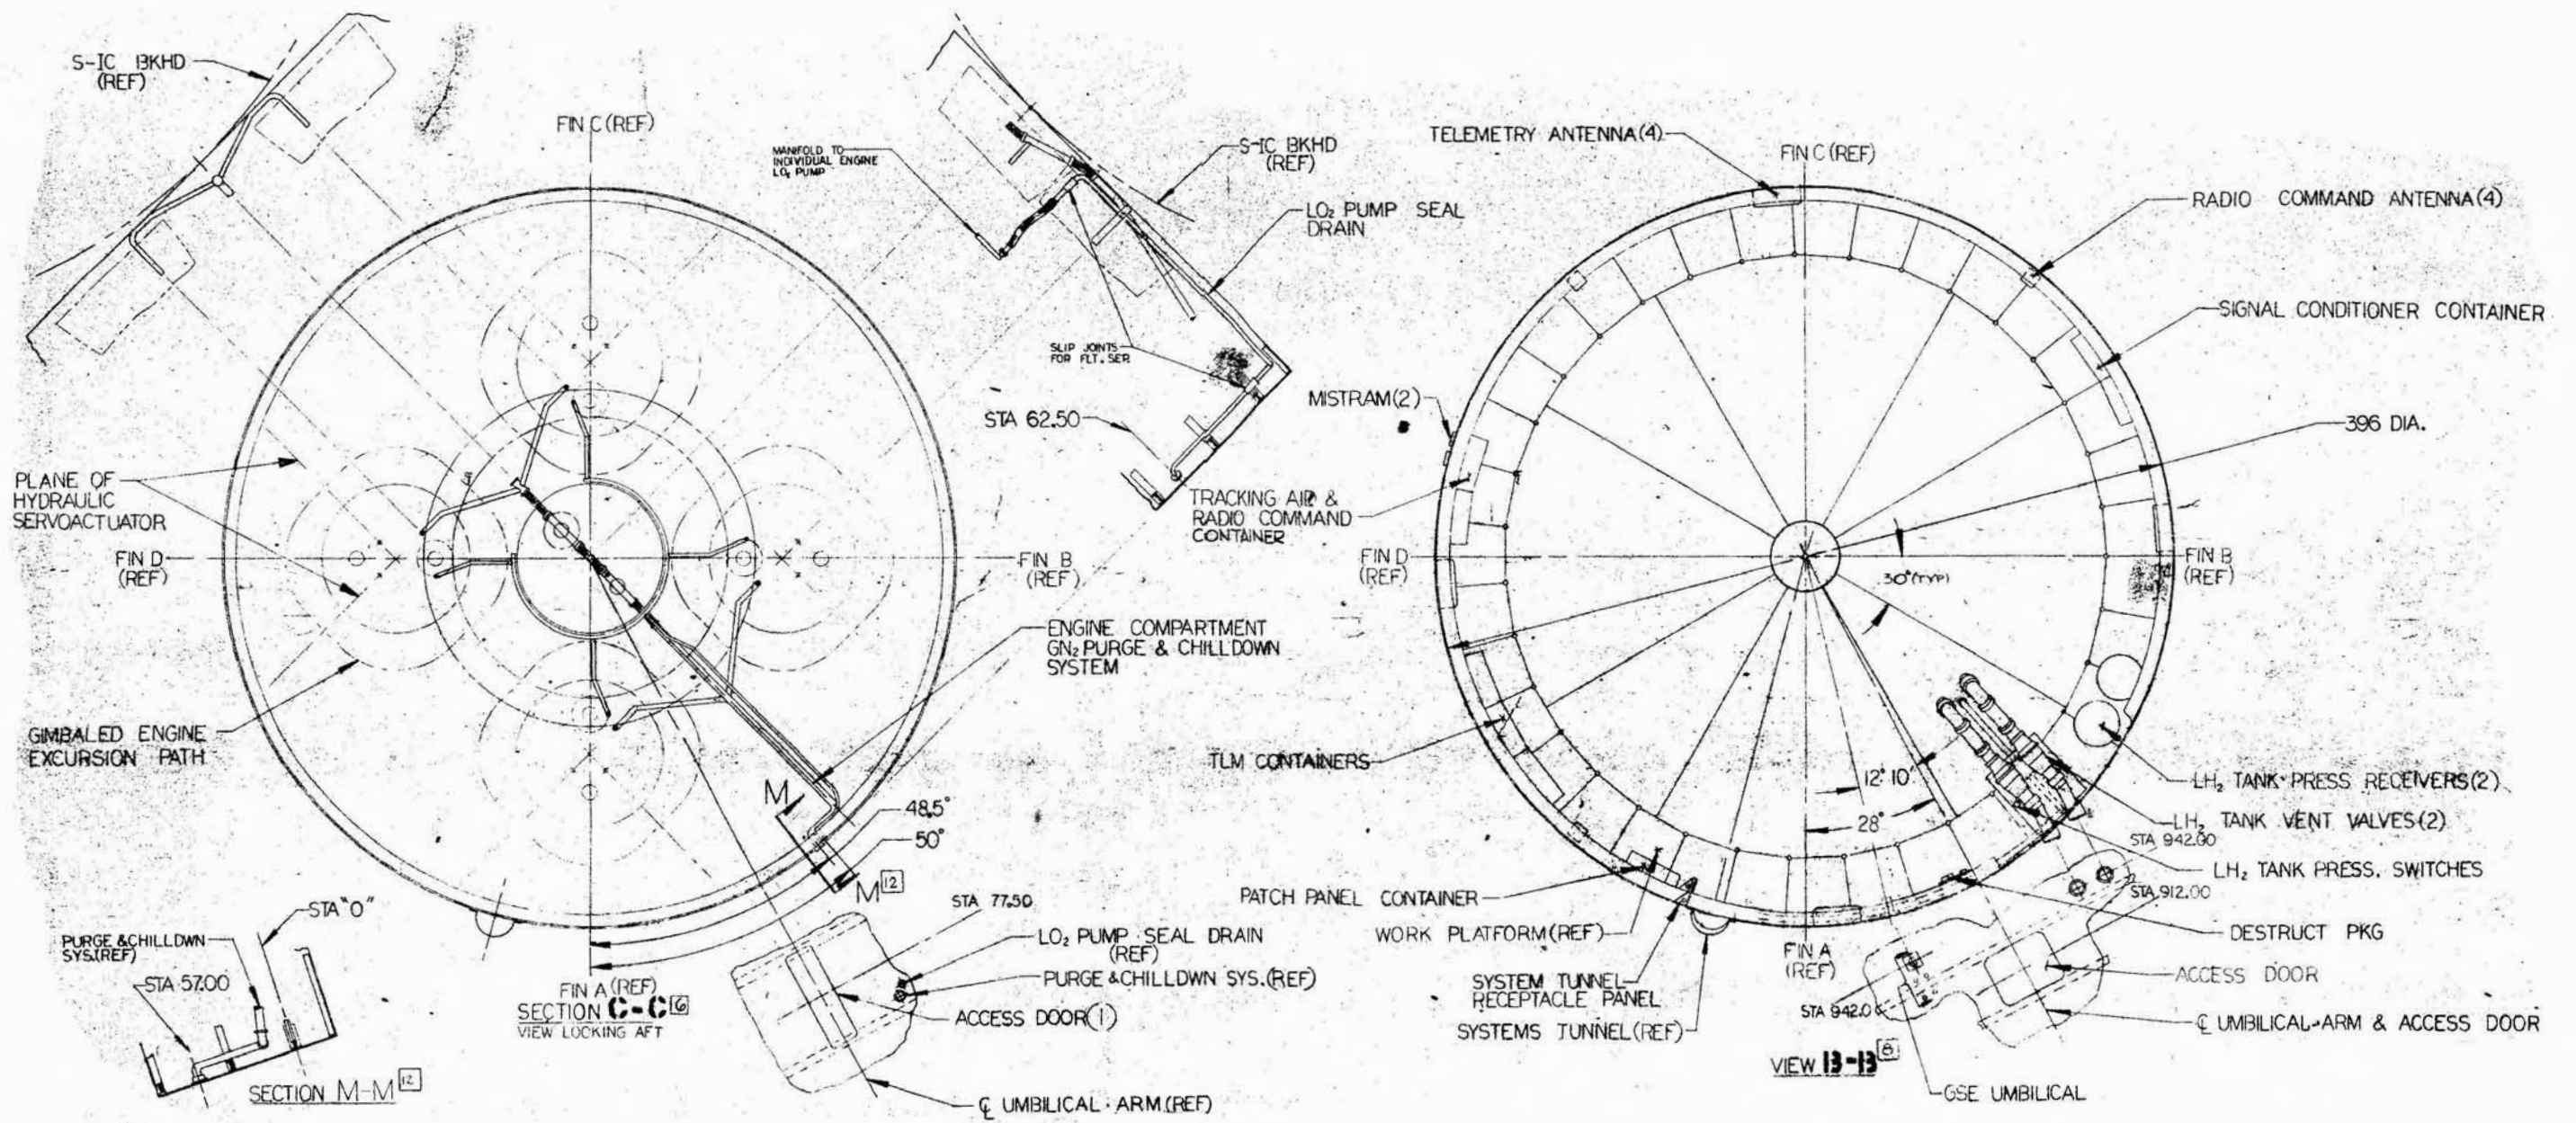 S-IC BKHD
(REF)
FIN C (REF)
MANIFOLD TO
INDIVIDUAL ENGINE
LO₂ PUMP
S-IC BKHD
(REF)
LO₂ PUMP SEAL
DRAIN
SLIP JOINTS
FOR FLT. SEP.
STA 62.50
PLANE OF
HYDRAULIC
SERVOACTUATOR
FIN D
(REF)
FIN B
(REF)
ENGINE COMPARTMENT
GN₂ PURGE & CHILLDOWN
SYSTEM
GIMBALED ENGINE
EXCURSION PATH
M
48.5°
50°
M 12
STA 77.50
LO₂ PUMP SEAL DRAIN
(REF)
PURGE & CHILLDWN SYS. (REF)
ACCESS DOOR (1)
℄ UMBILICAL ARM (REF)
FIN A (REF)
SECTION C-C 6
VIEW LOOKING AFT
STA "0"
PURGE & CHILLDWN
SYS. (REF)
STA 57.00
SECTION M-M 12
TELEMETRY ANTENNA (4)
FIN C (REF)
RADIO COMMAND ANTENNA (4)
SIGNAL CONDITIONER CONTAINER
MISTRAM (2)
396 DIA.
TRACKING AID &
RADIO COMMAND
CONTAINER
FIN D
(REF)
FIN B
(REF)
30° (TYP)
TLM CONTAINERS
12° 10'
28°
LH₂ TANK PRESS RECEIVERS (2)
LH₂ TANK VENT VALVES (2)
STA 942.00
LH₂ TANK PRESS. SWITCHES
STA 912.00
PATCH PANEL CONTAINER
WORK PLATFORM (REF)
DESTRUCT PKG
FIN A
(REF)
SYSTEM TUNNEL
RECEPTACLE PANEL
ACCESS DOOR
STA 942.0
SYSTEMS TUNNEL (REF)
℄ UMBILICAL ARM & ACCESS DOOR
VIEW 13-13 8
GSE UMBILICAL